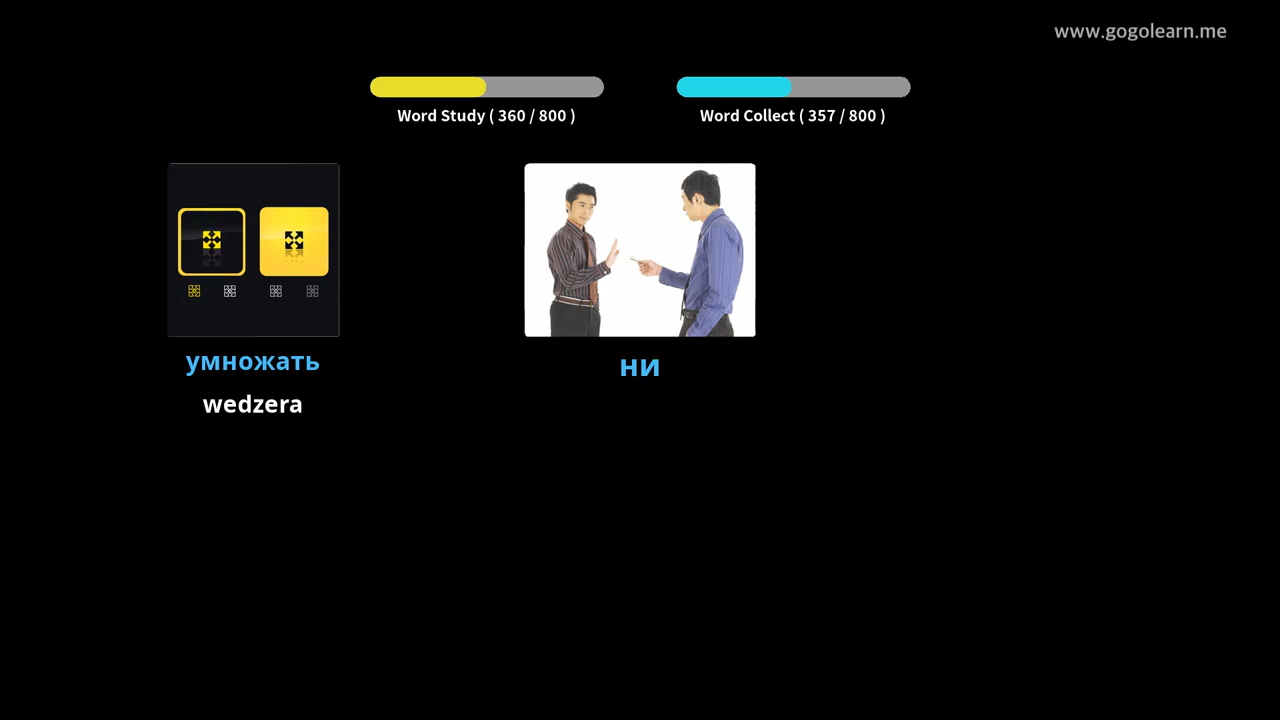 www.gogolearn.me
Word Study ( 360 / 800 )
Word Collect ( 357 / 800 )
умножать
wedzera
ни